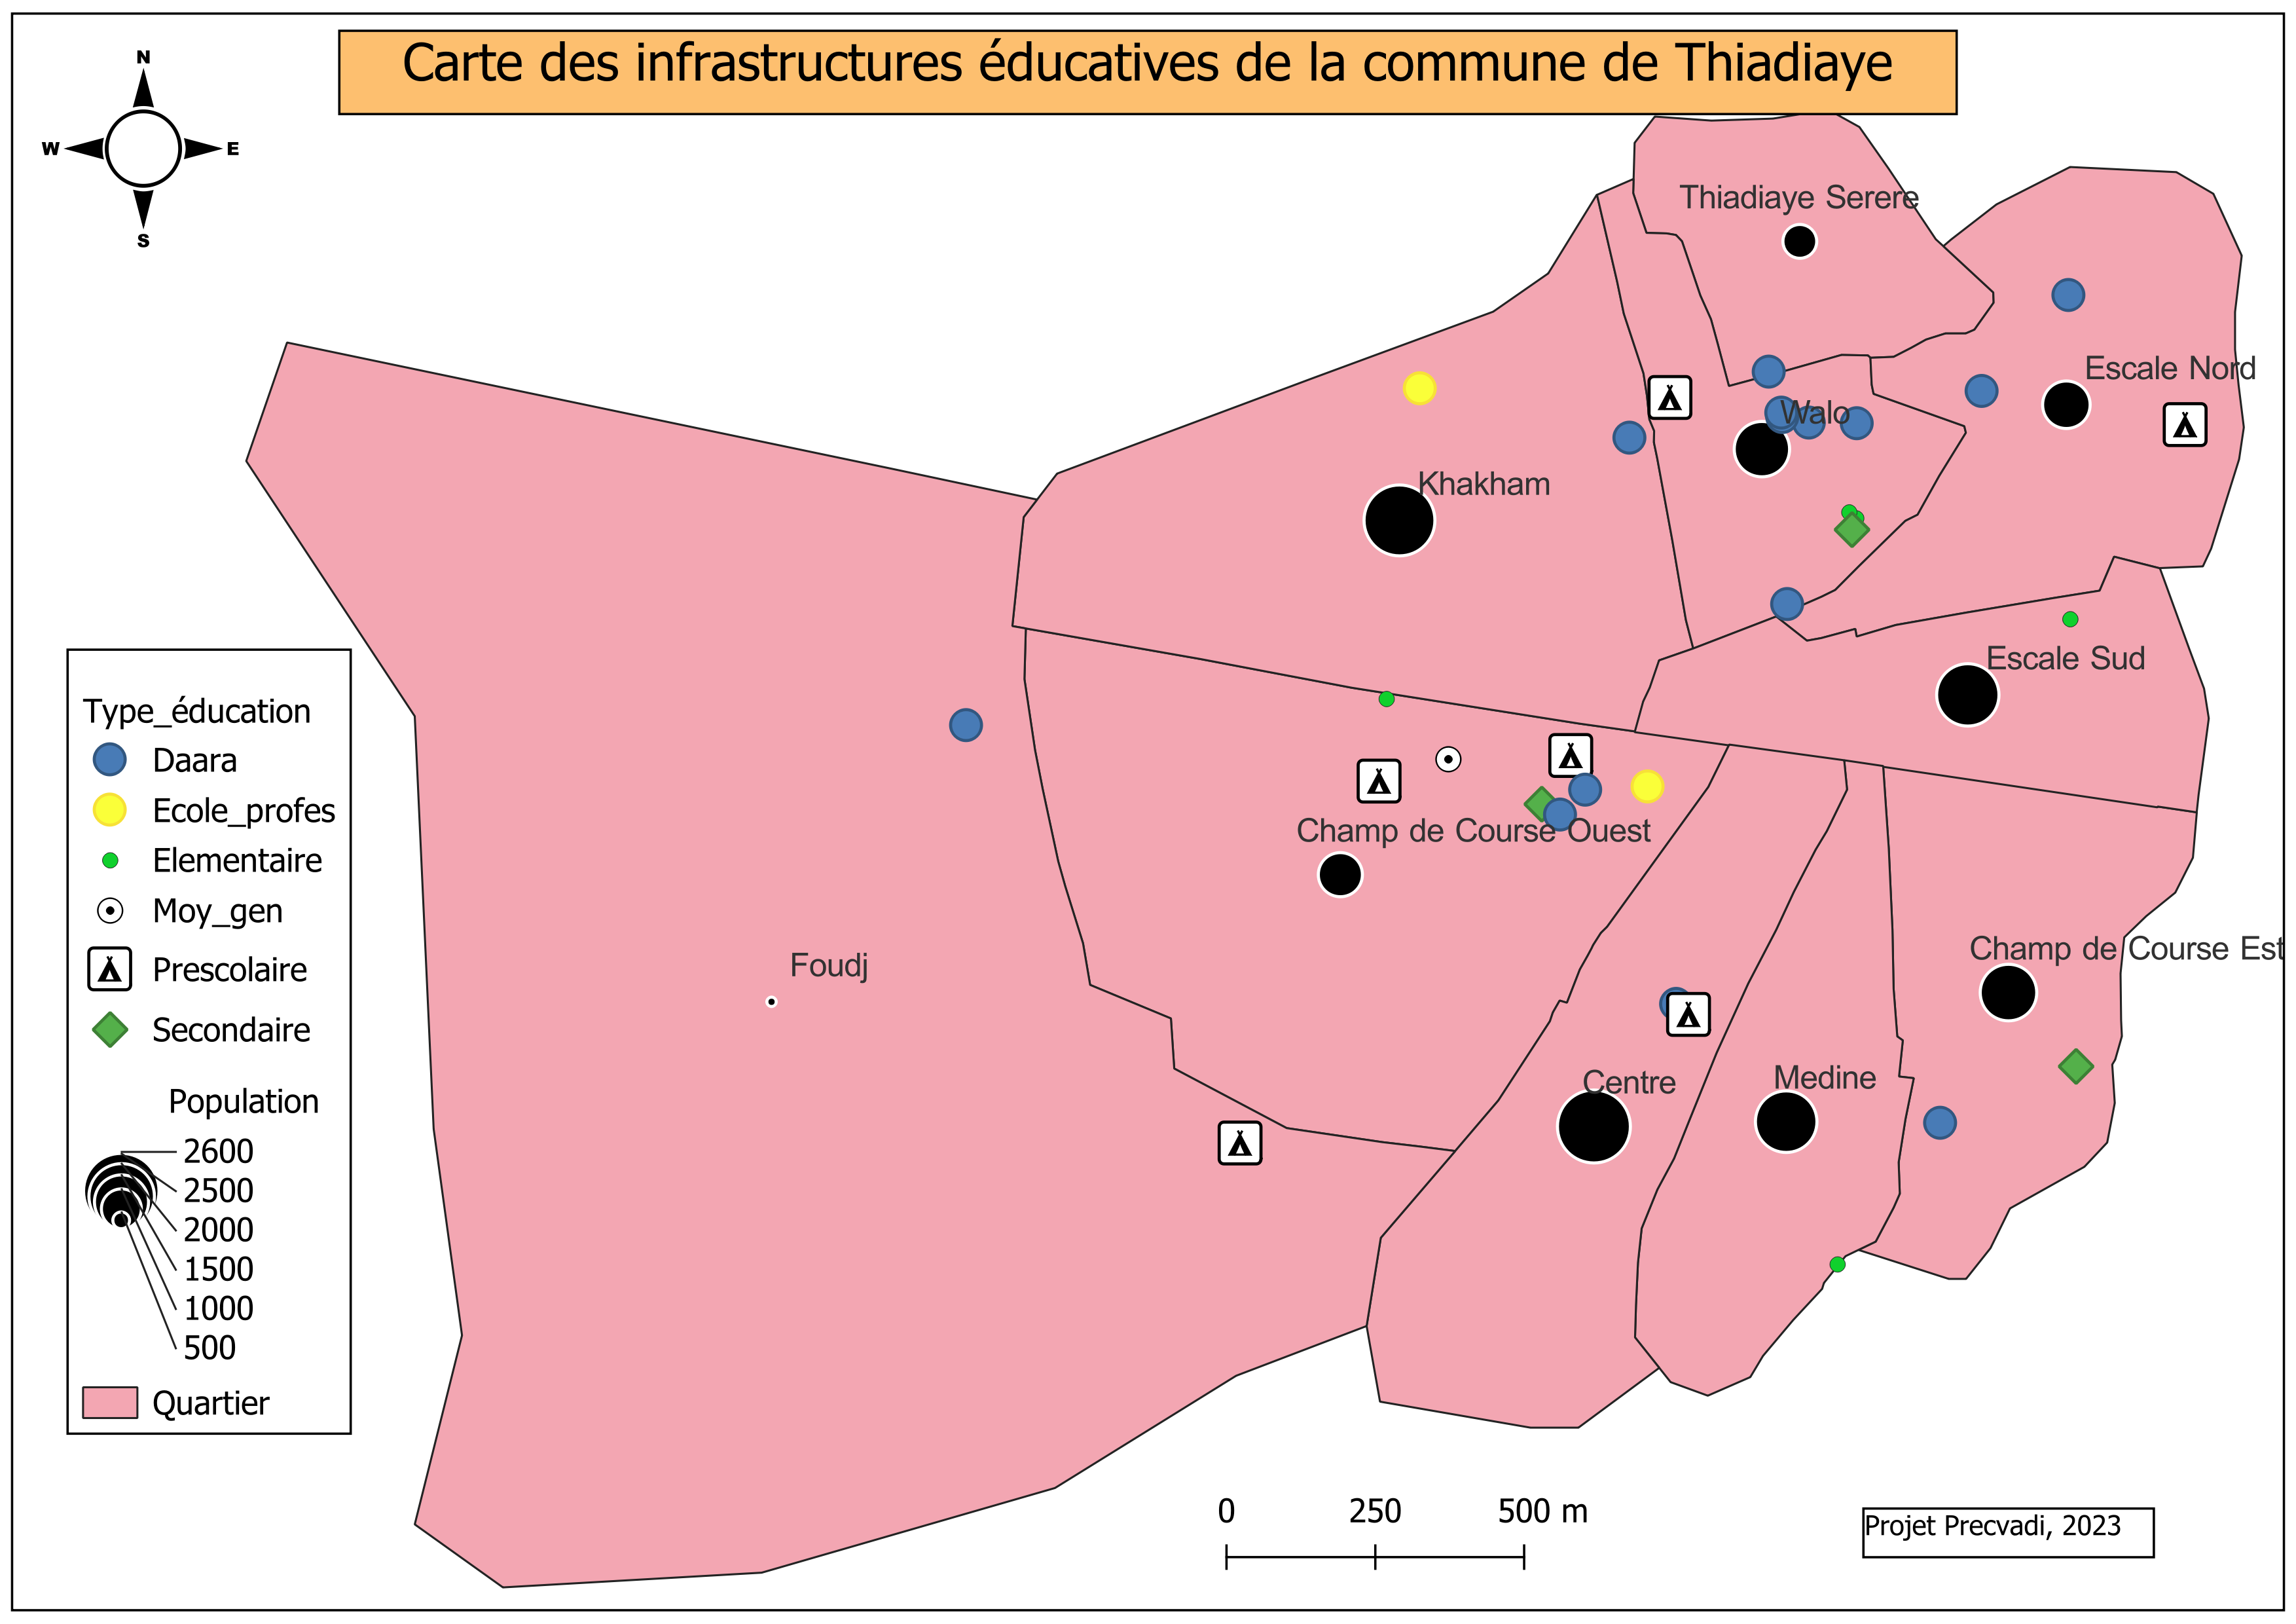 Carte des infrastructures éducatives de la commune de Thiadiaye
N
W
E
S
Thiadiaye Serere
Escale Nord
Walo
Khakham
Escale Sud
Champ de Course Ouest
Foudj
Champ de Course Est
Centre
Medine
Type_éducation
Daara
Ecole_profes
Elementaire
Moy_gen
Prescolaire
Secondaire
Population
2600
2500
2000
1500
1000
500
Quartier
0 250 500 m
Projet Precvadi, 2023